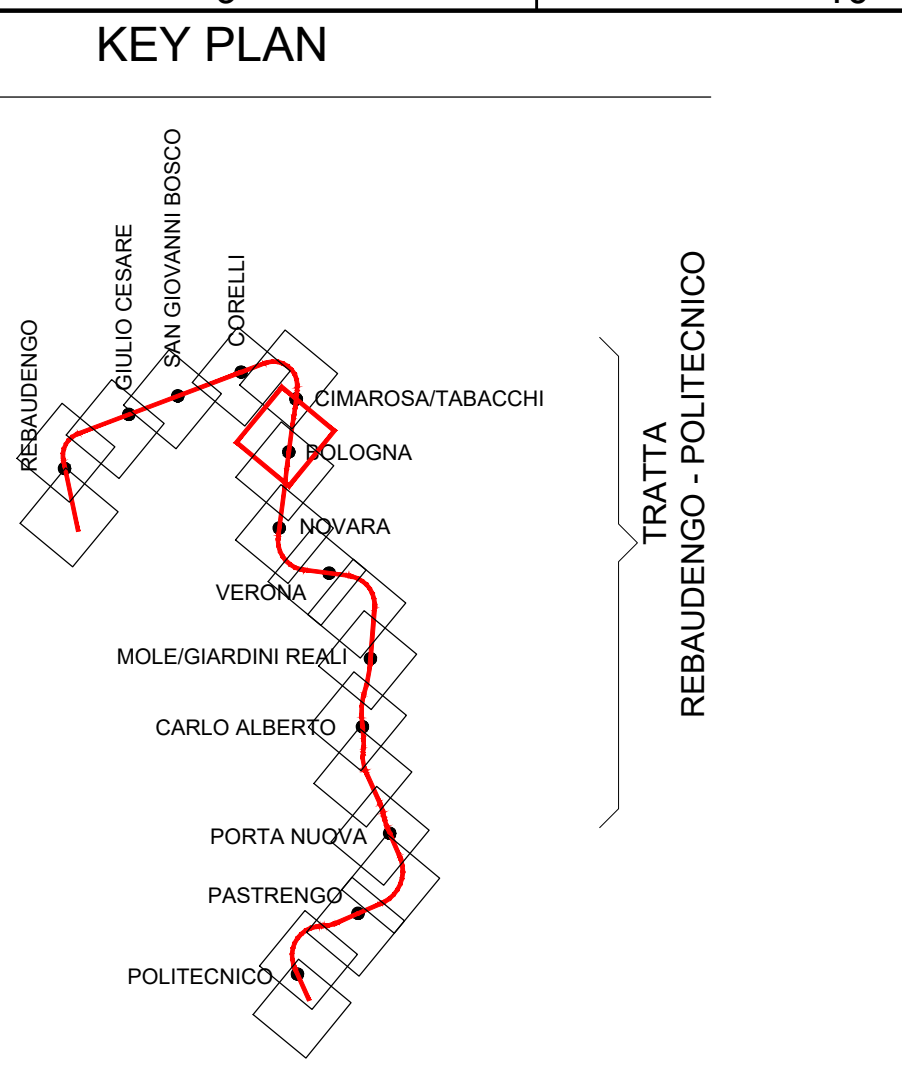 KEY PLAN
REBAUDENGO
GIULIO CESARE
SAN GIOVANNI BOSCO
CORELLI
CIMAROSA/TABACCHI
BOLOGNA
NOVARA
VERONA
MOLE/GIARDINI REALI
CARLO ALBERTO
PORTA NUOVA
PASTRENGO
POLITECNICO
TRATTA
REBAUDENGO - POLITECNICO